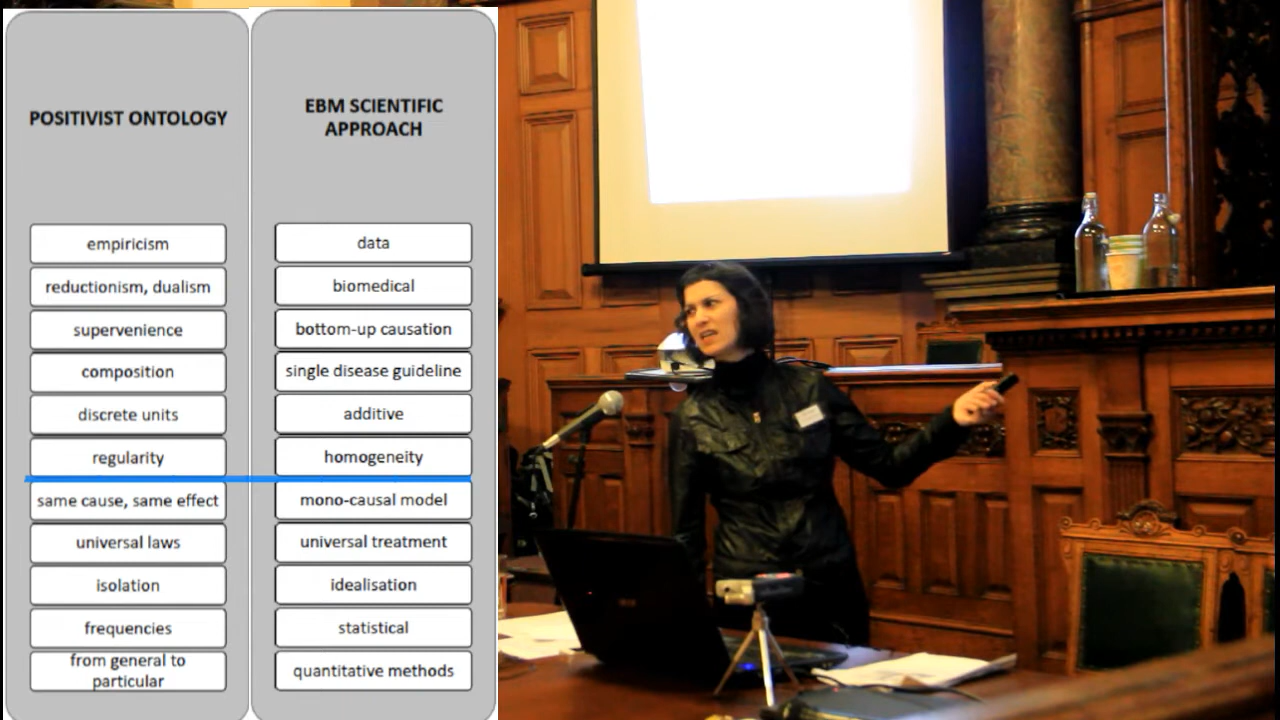 POSITIVIST ONTOLOGY
empiricism
reductionism, dualism
supervenience
composition
discrete units
regularity
same cause, same effect
universal laws
isolation
frequencies
from general to
particular
EBM SCIENTIFIC
APPROACH
data
biomedical
bottom-up causation
single disease guideline
additive
homogeneity
mono-causal model
universal treatment
idealisation
statistical
quantitative methods